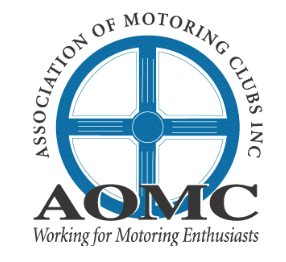 ASSOCIATION OF MOTORING CLUBS INC
AOMC
Working for Motoring Enthusiasts